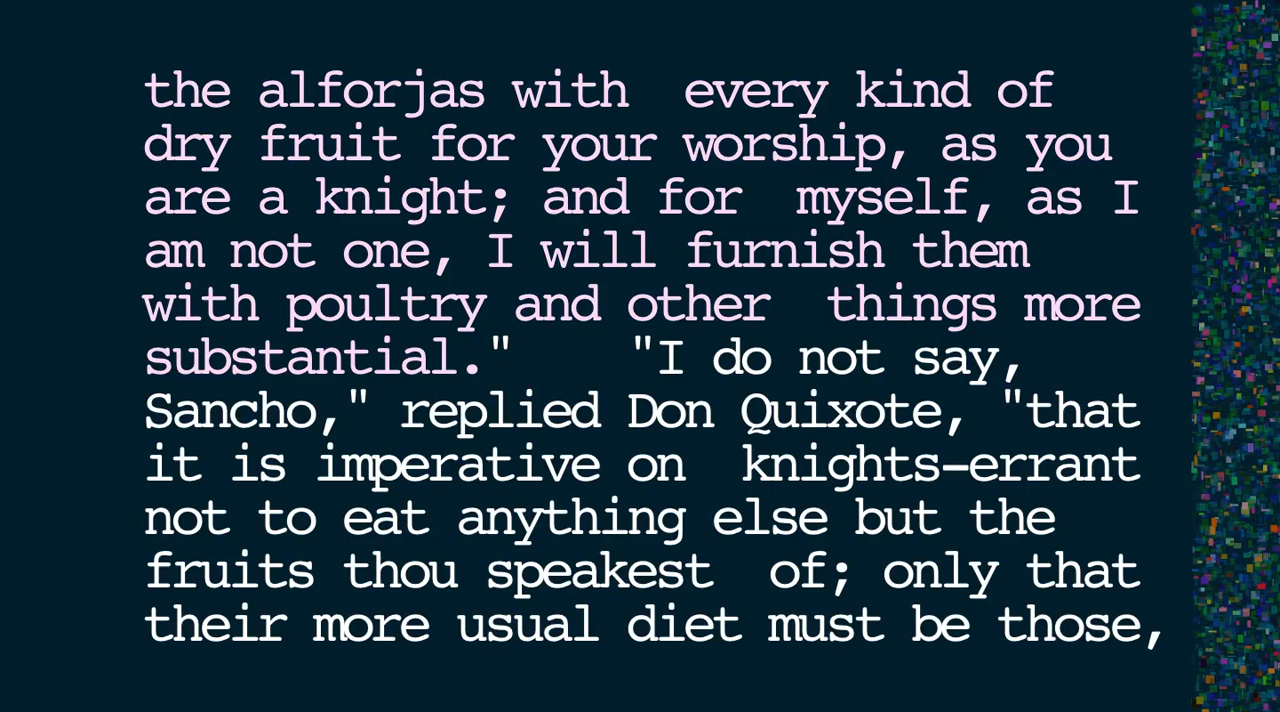 the alforjas with  every kind of
dry fruit for your worship, as you
are a knight; and for  myself, as I
am not one, I will furnish them
with poultry and other  things more
substantial."    "I do not say,
Sancho," replied Don Quixote, "that
it is imperative on  knights-errant
not to eat anything else but the
fruits thou speakest  of; only that
their more usual diet must be those,